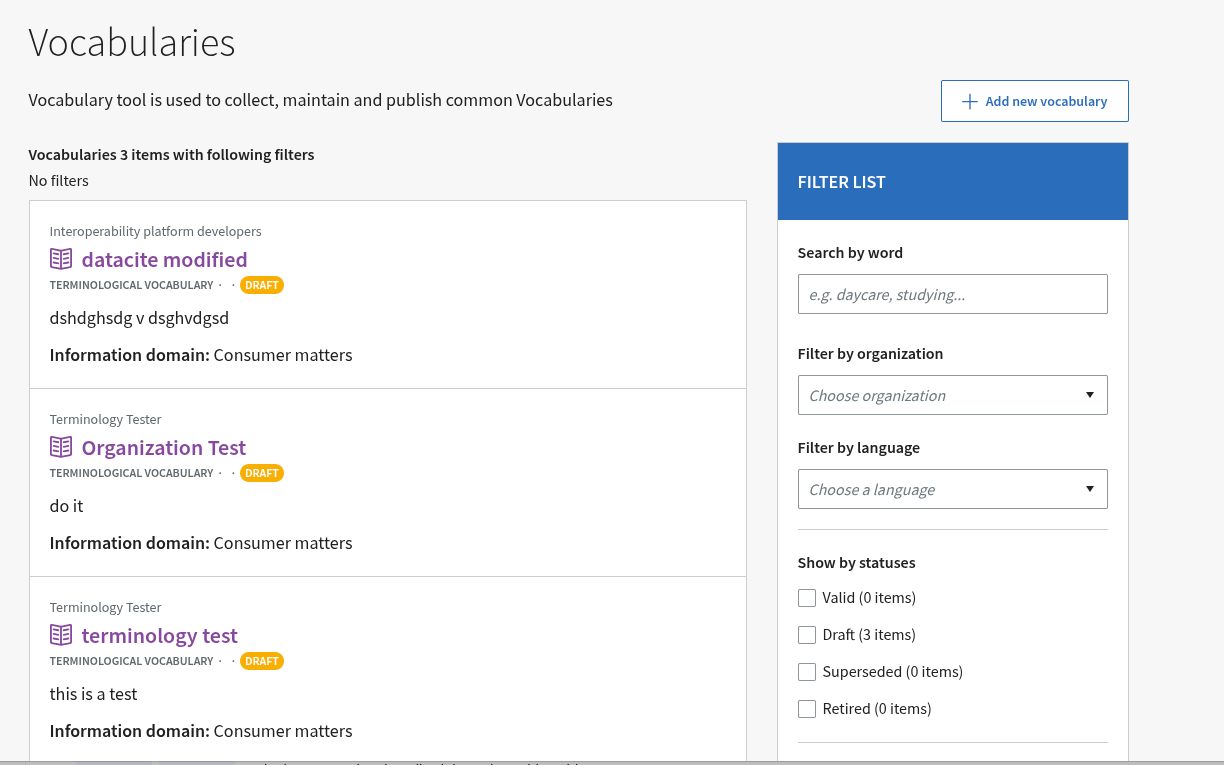 Vocabularies
Vocabulary tool is used to collect, maintain and publish common Vocabularies
Add new vocabulary
Vocabularies 3 items with following filters
No filters
Interoperability platform developers
datacite modified
TERMINOLOGICAL VOCABULARY · · DRAFT
dshdghsdg v dsghvdgsd
Information domain: Consumer matters
Terminology Tester
Organization Test
TERMINOLOGICAL VOCABULARY · · DRAFT
do it
Information domain: Consumer matters
Terminology Tester
terminology test
TERMINOLOGICAL VOCABULARY · · DRAFT
this is a test
Information domain: Consumer matters
FILTER LIST
Search by word
e.g. daycare, studying...
Filter by organization
Choose organization
Filter by language
Choose a language
Show by statuses
Valid (0 items)
Draft (3 items)
Superseded (0 items)
Retired (0 items)